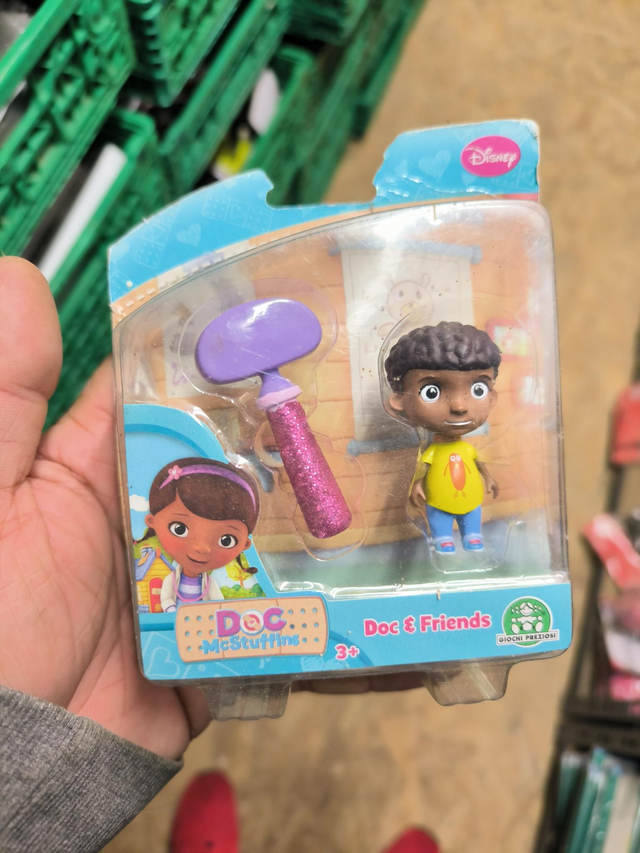 Disney
DOC
McStuffins
3+
Doc & Friends
GIOCHI PREZIOSI